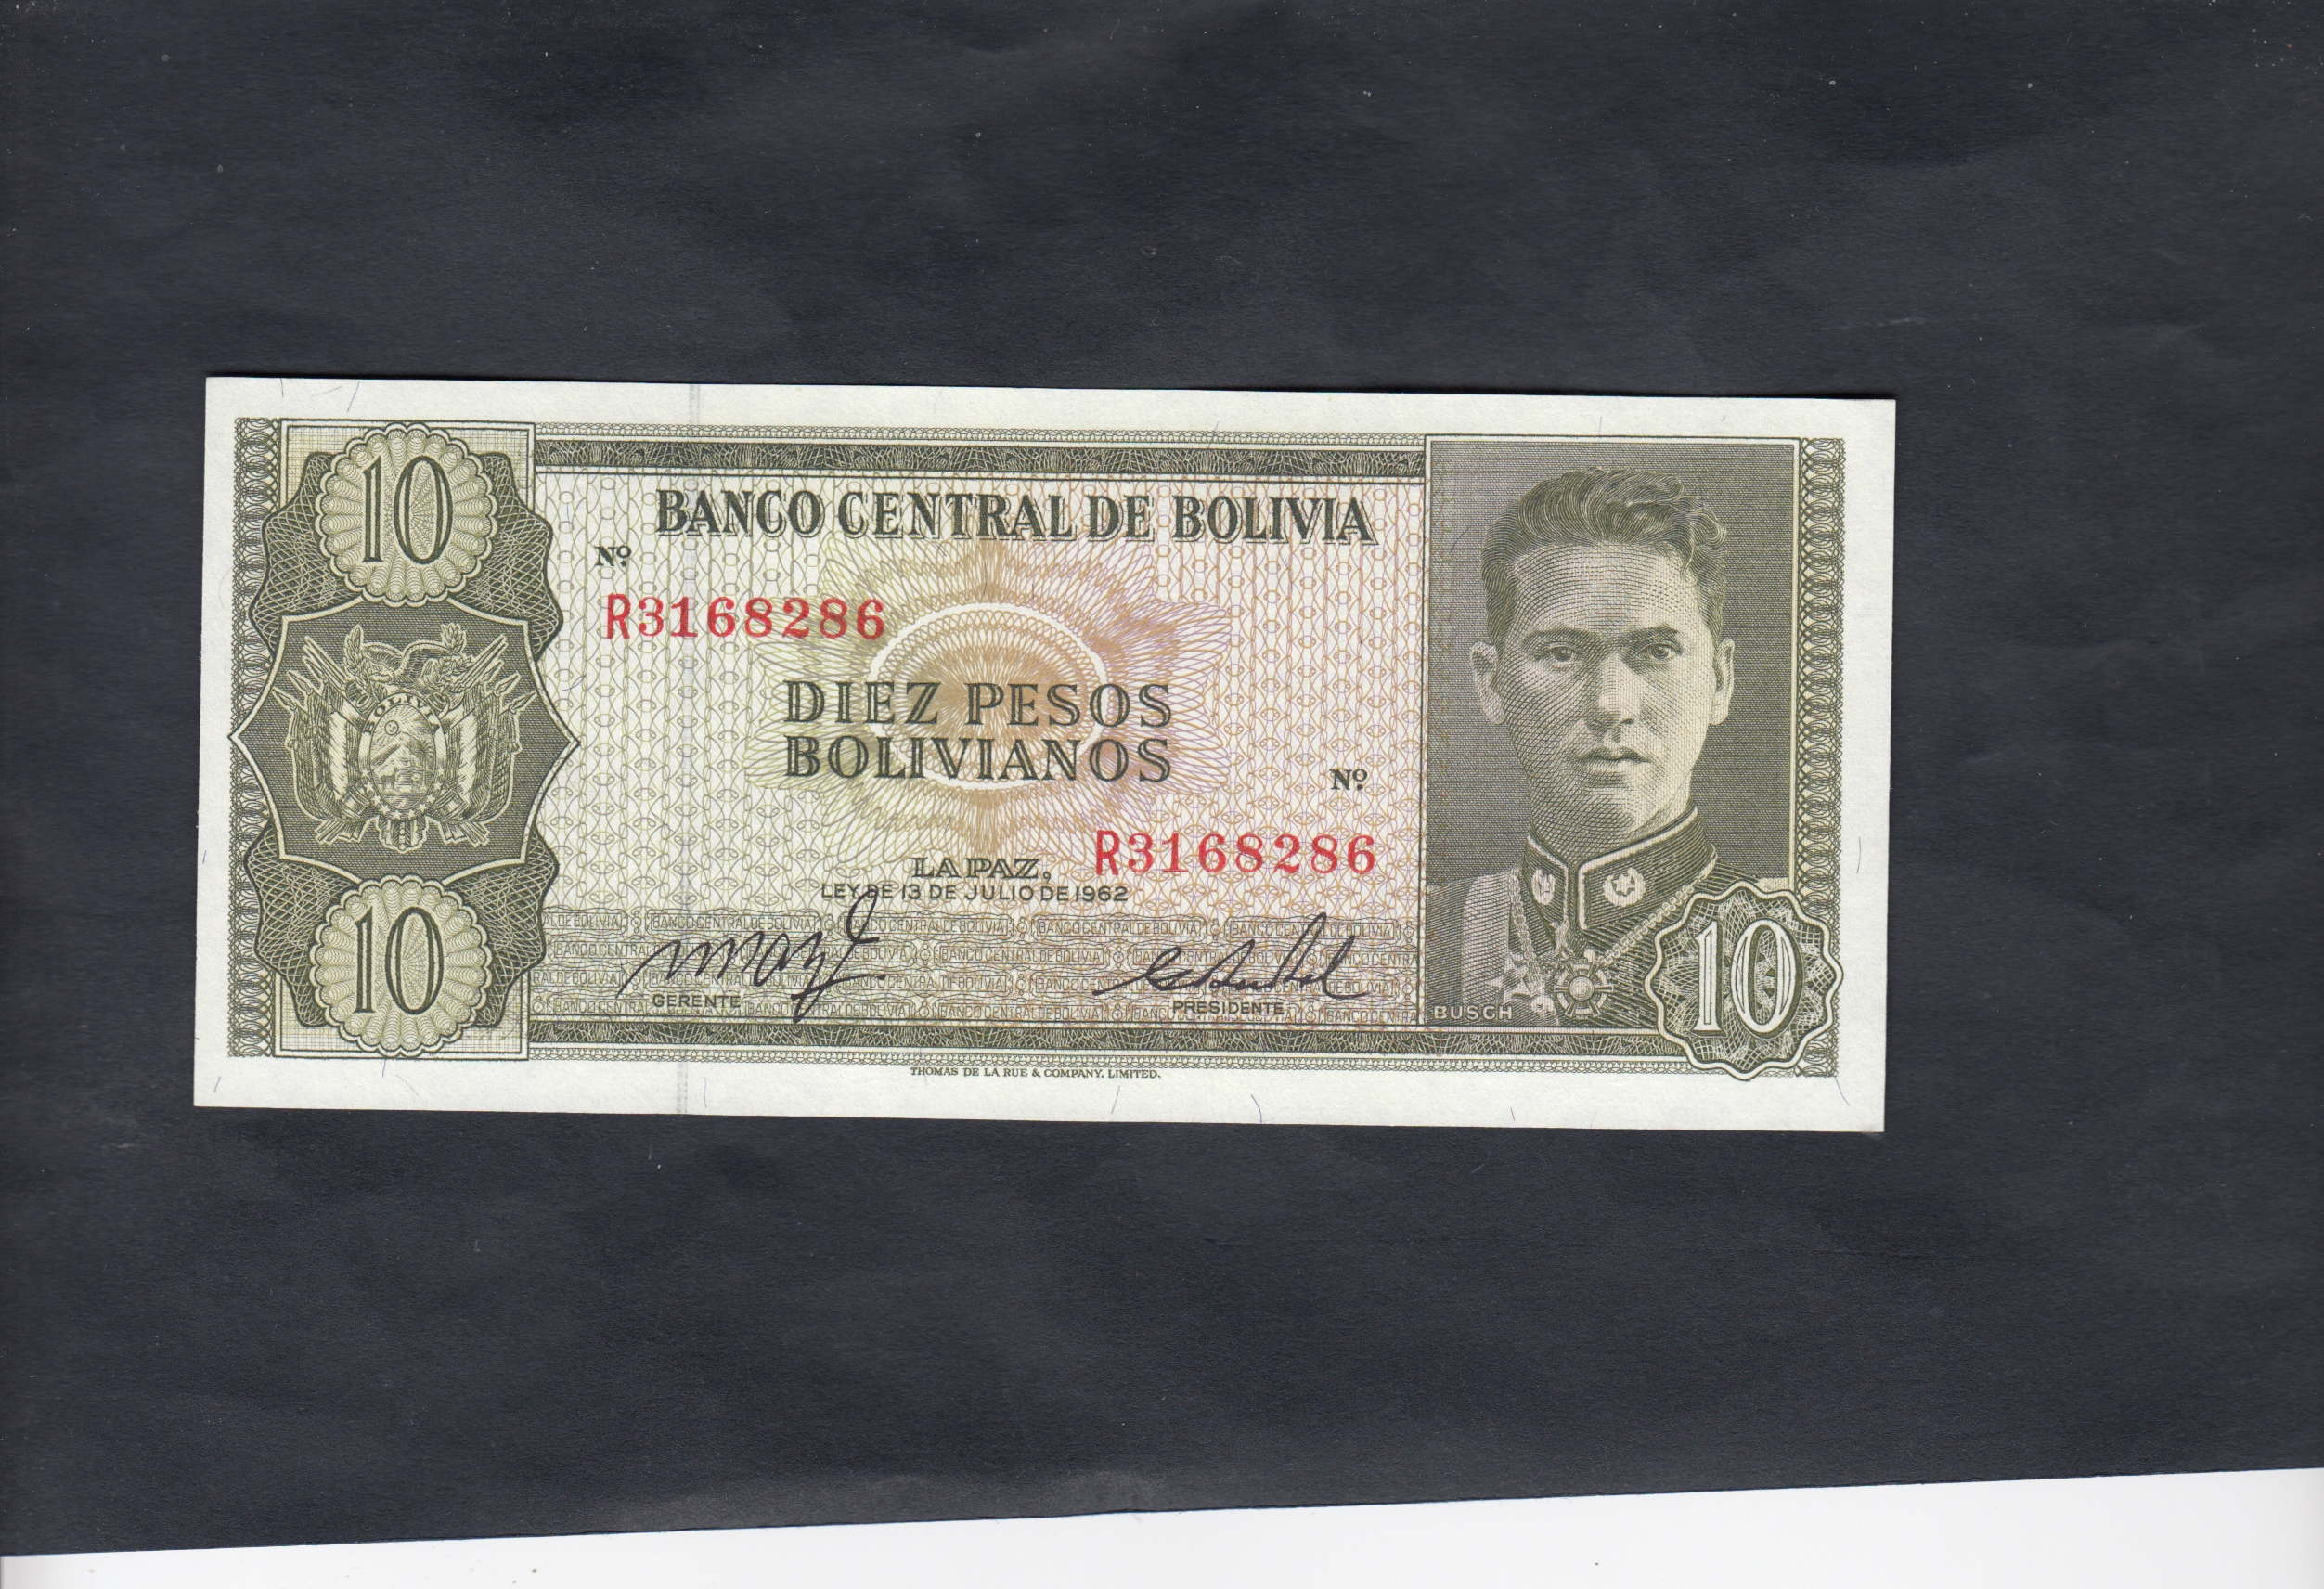 10
BANCO CENTRAL DE BOLIVIA
Nº
R3168286
BOLIVIA
DIEZ PESOS
BOLIVIANOS
Nº
R3168286
LA PAZ,
LEY DE 13 DE JULIO DE 1962
10
GERENTE
PRESIDENTE
BUSCH
10
THOMAS DE LA RUE & COMPANY, LIMITED.